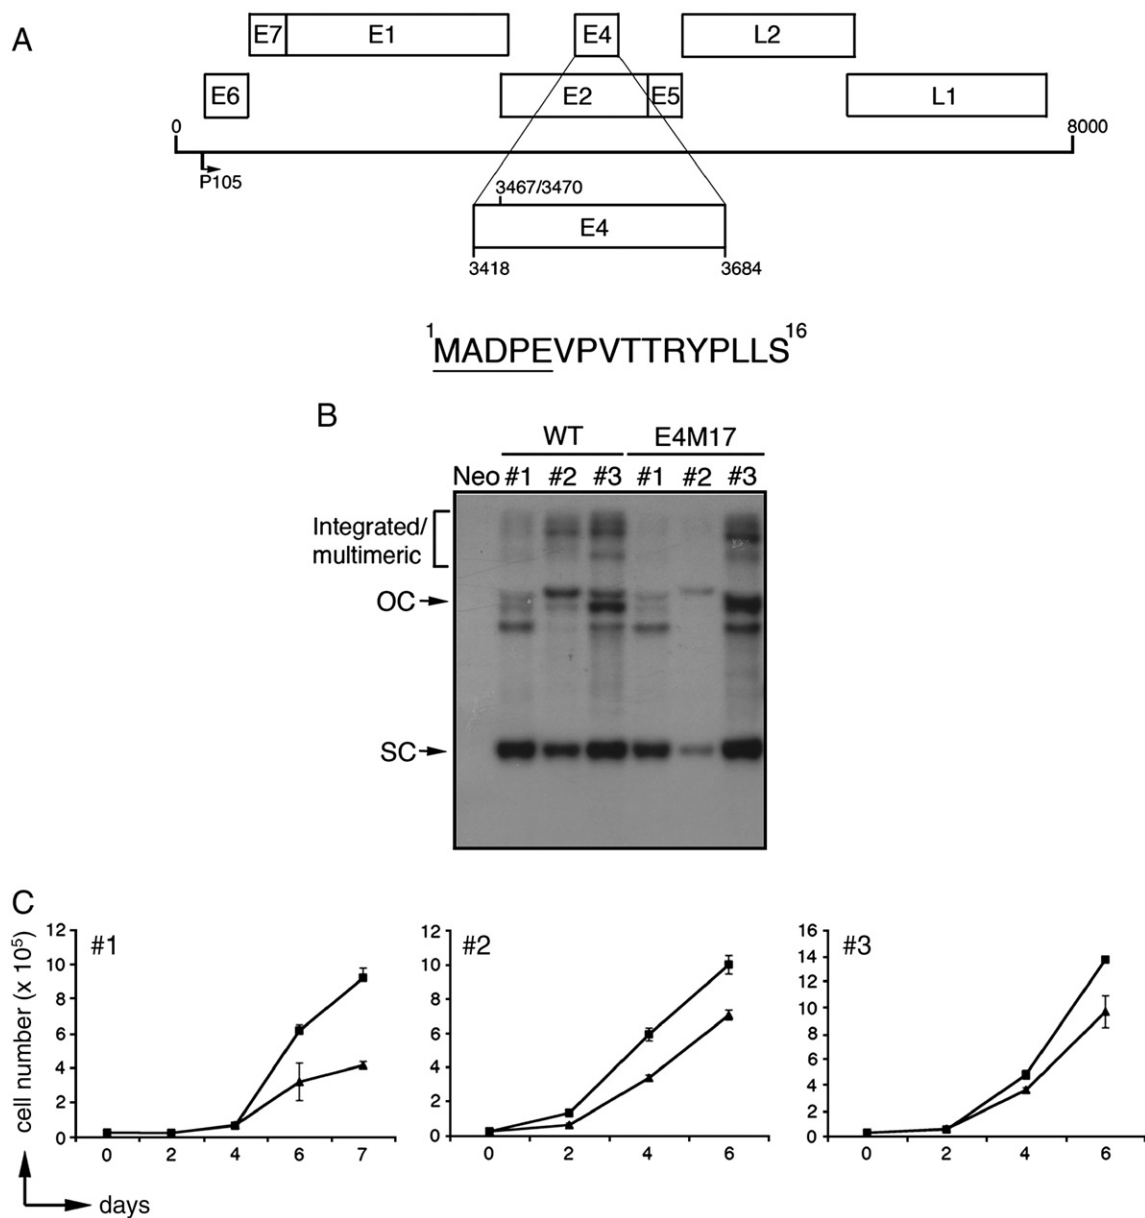 A
E7 E1 E4 L2
E6 E2 E5 L1
0 8000
P105
3467/3470
E4
3418 3684
1MADPEVPVTTRYPLLS16
B
WT E4M17
Neo #1 #2 #3 #1 #2 #3
Integrated/
multimeric
OC
SC
C
cell number (x 10⁵)
days
#1
12
10
8
6
4
2
0
0 2 4 6 7
#2
12
10
8
6
4
2
0
0 2 4 6
#3
16
14
12
10
8
6
4
2
0
0 2 4 6